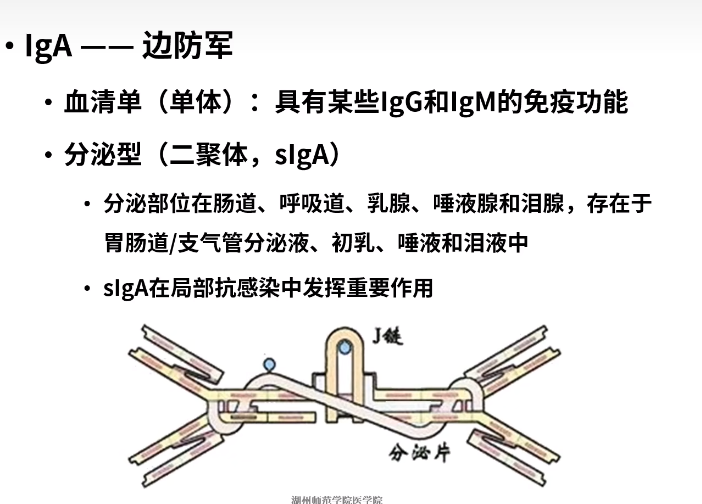 • IgA —— 边防军
• 血清单（单体）：具有某些IgG和IgM的免疫功能
• 分泌型（二聚体，sIgA）
• 分泌部位在肠道、呼吸道、乳腺、唾液腺和泪腺，存在于
胃肠道/支气管分泌液、初乳、唾液和泪液中
• sIgA在局部抗感染中发挥重要作用
J链
分泌片
湖州师范学院医学院